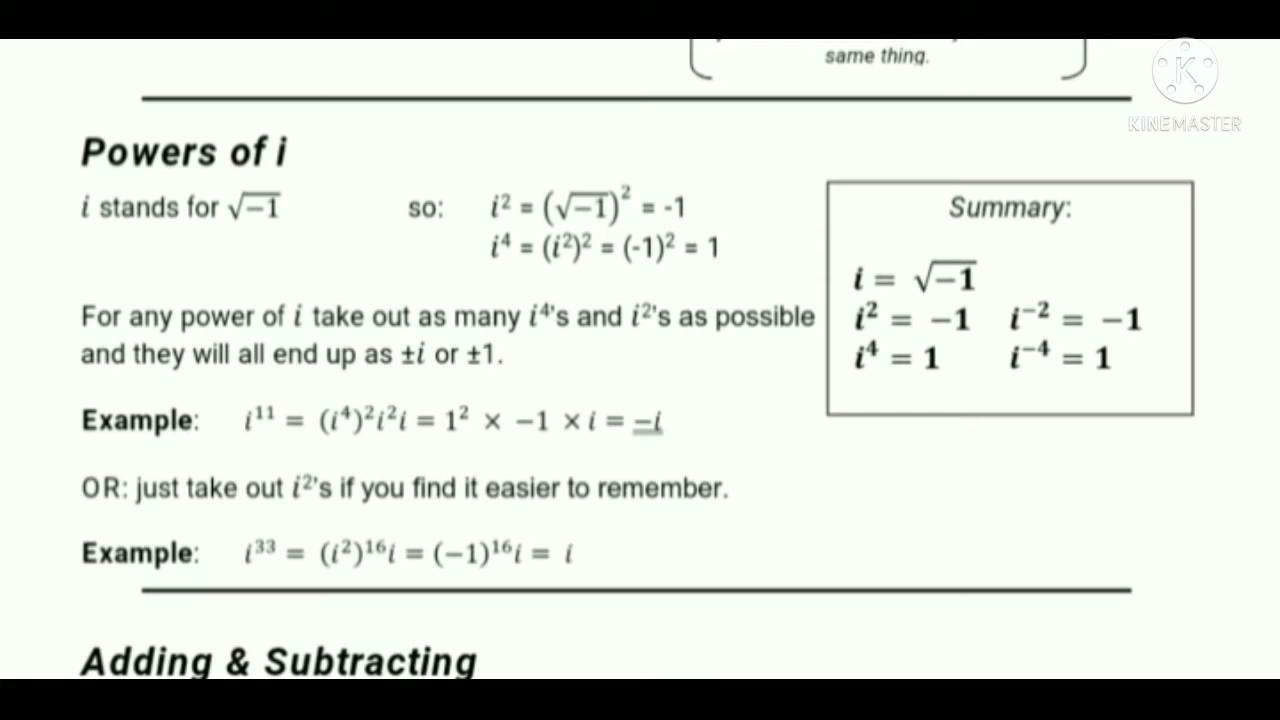 same thing.
KINEMASTER
Powers of i
i stands for √−1 so: i² = (√−1)² = -1
i⁴ = (i²)² = (-1)² = 1
For any power of i take out as many i⁴'s and i²'s as possible
and they will all end up as ±i or ±1.
Example: i¹¹ = (i⁴)²i²i = 1² × −1 × i = −i
OR: just take out i²'s if you find it easier to remember.
Example: i³³ = (i²)¹⁶i = (−1)¹⁶i = i
Summary:
i = √−1
i² = −1 i⁻² = −1
i⁴ = 1 i⁻⁴ = 1
Adding & Subtracting